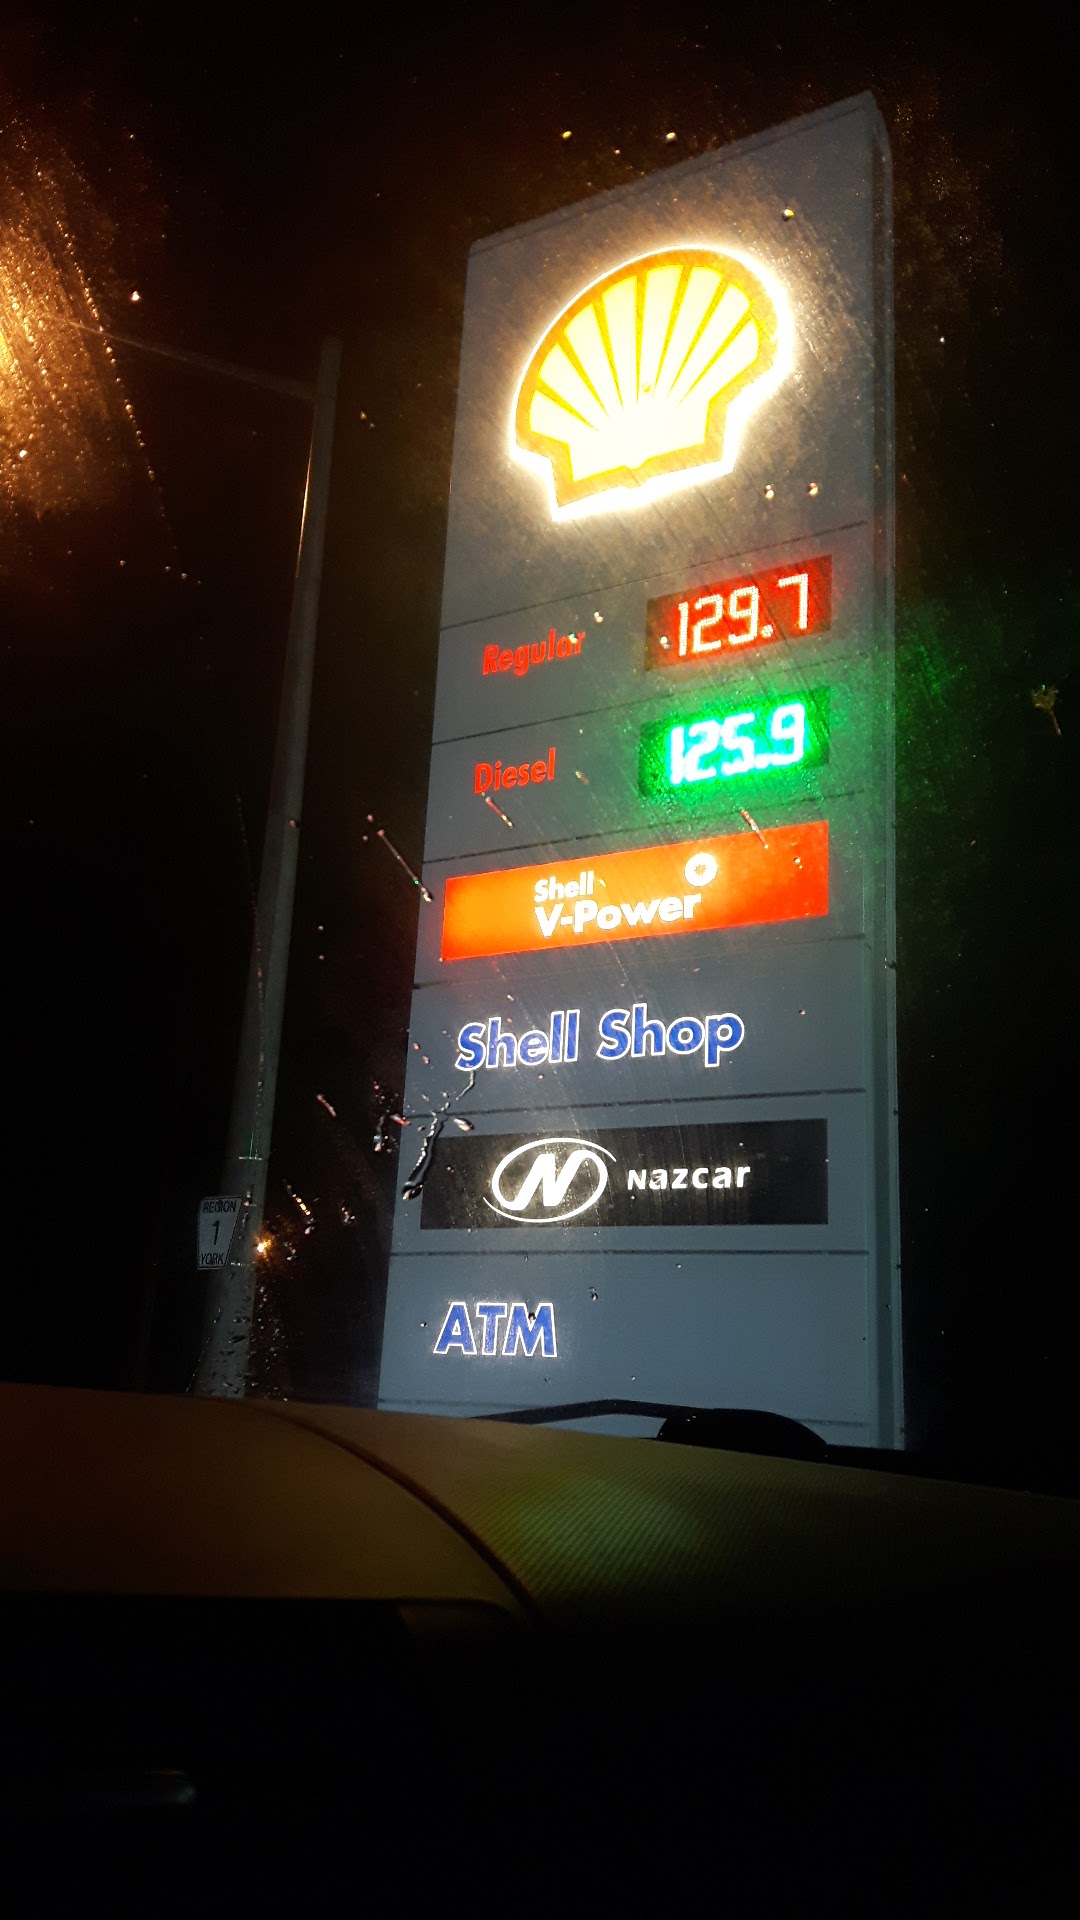 Regular 129.7
Diesel 125.9
Shell
V-Power
Shell Shop
N Nazcar
ATM
REGION
1
YORK